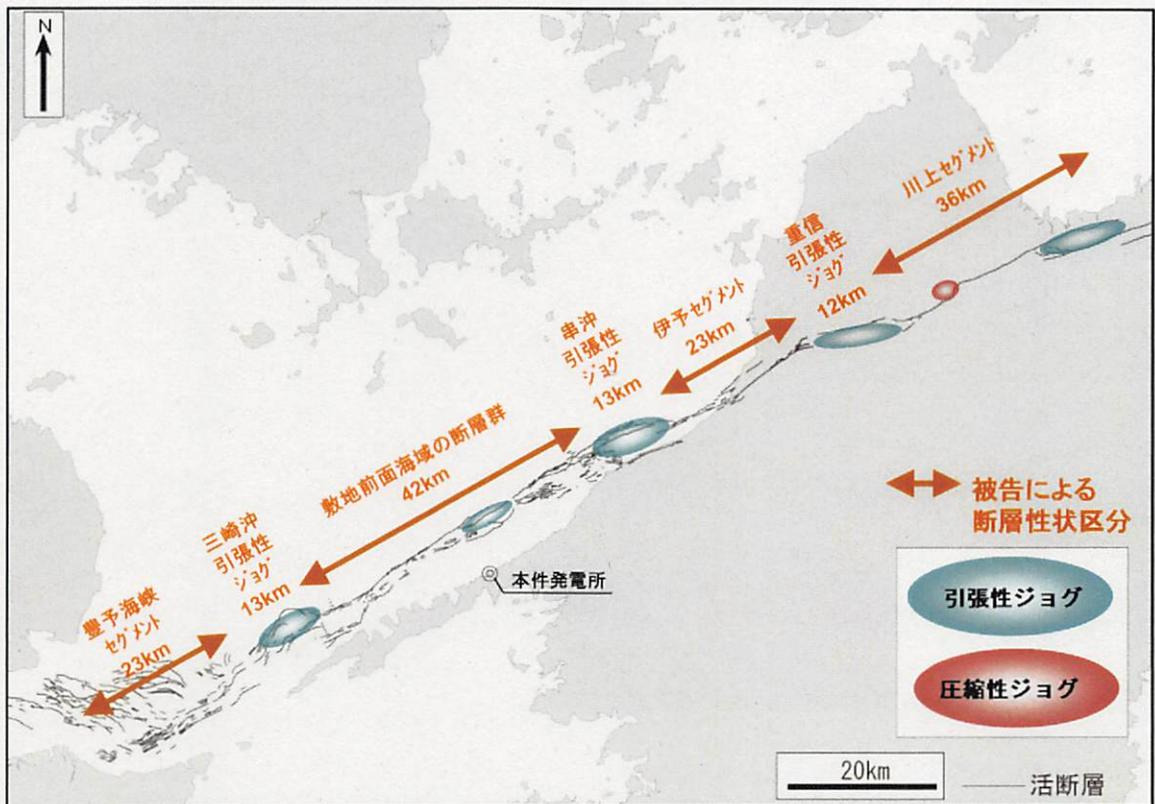 N
川上セグメント
36km
重信
引張性
ジョグ
12km
伊予セグメント
23km
串沖
引張性
ジョグ
13km
敷地前面海域の断層群
42km
三崎沖
引張性
ジョグ
13km
豊予海峡
セグメント
23km
本件発電所
被告による
断層性状区分
引張性ジョグ
圧縮性ジョグ
20km
活断層